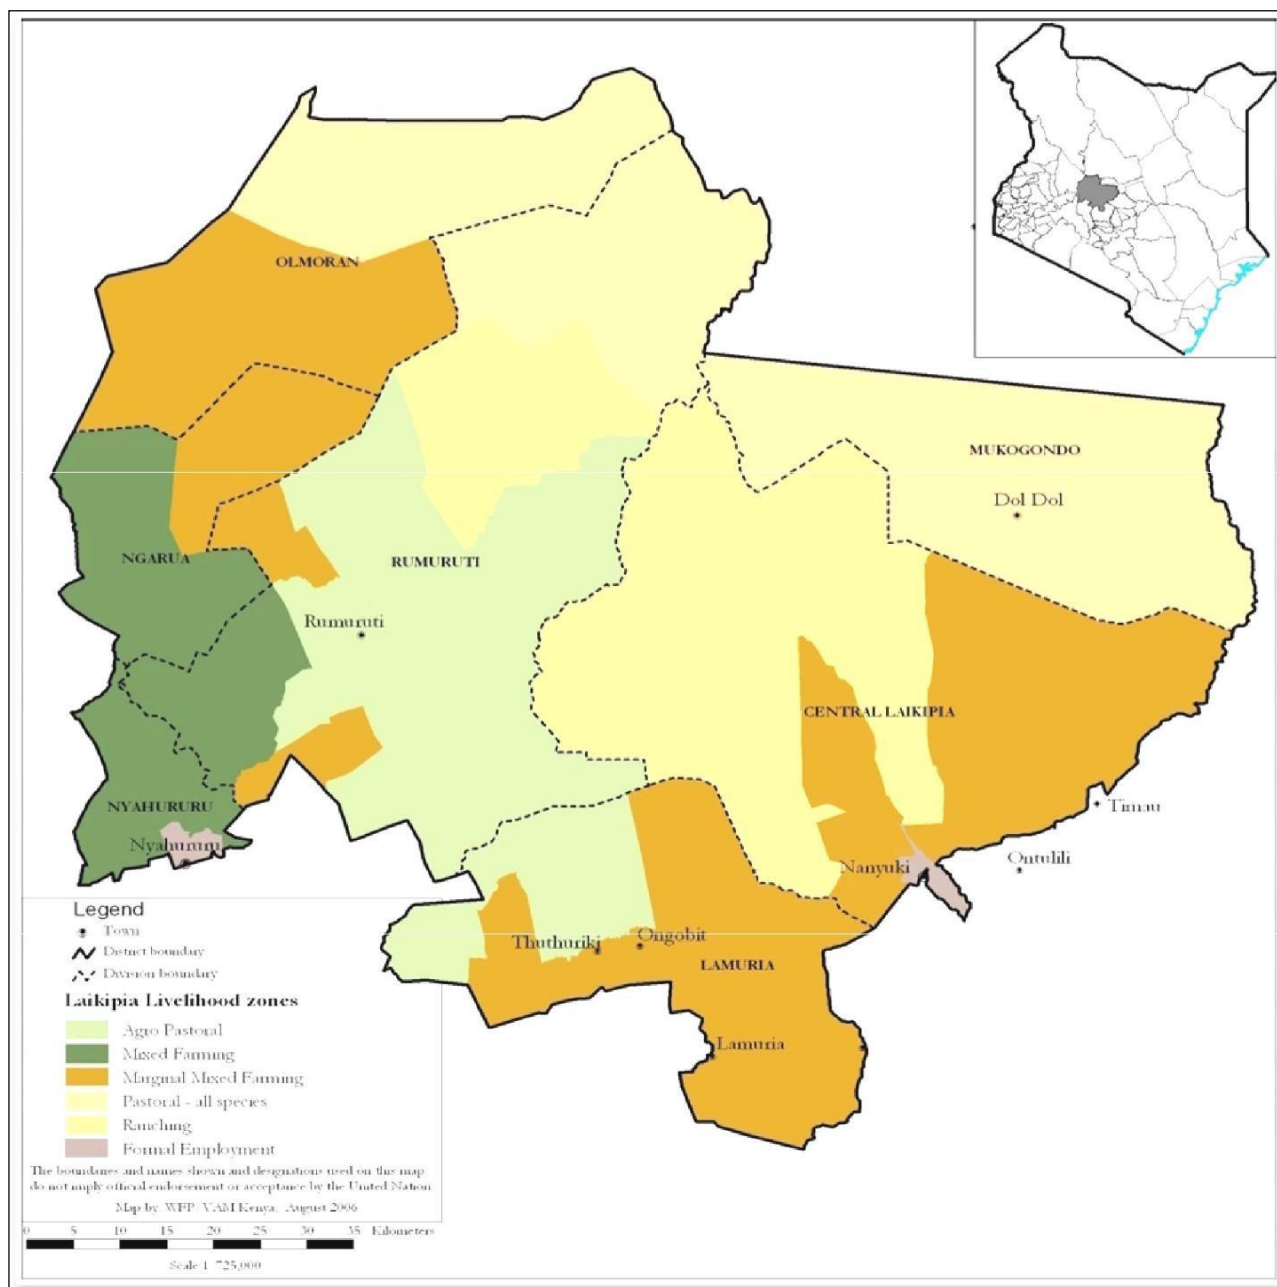 OLMORAN
MUKOGONDO
Dol Dol
NGARUA
RUMURUTI
Rumuruti
CENTRAL LAIKIPIA
NYAHURURU
Timau
Nyahururu
Nanyuki
Ontulili
Thuthuriki
Ongobit
LAMURIA
Lamuria
Legend
Town
District boundary
Division boundary
Laikipia Livelihood zones
Agro Pastoral
Mixed Farming
Marginal Mixed Farming
Pastoral - all species
Ranching
Formal Employment
The boundaries and names shown and designations used on this map
do not imply official endorsement or acceptance by the United Nation
Map by: WFP/VAM Kenya, August 2006
0 5 10 15 20 25 30 35 Kilometers
Scale 1 725,000